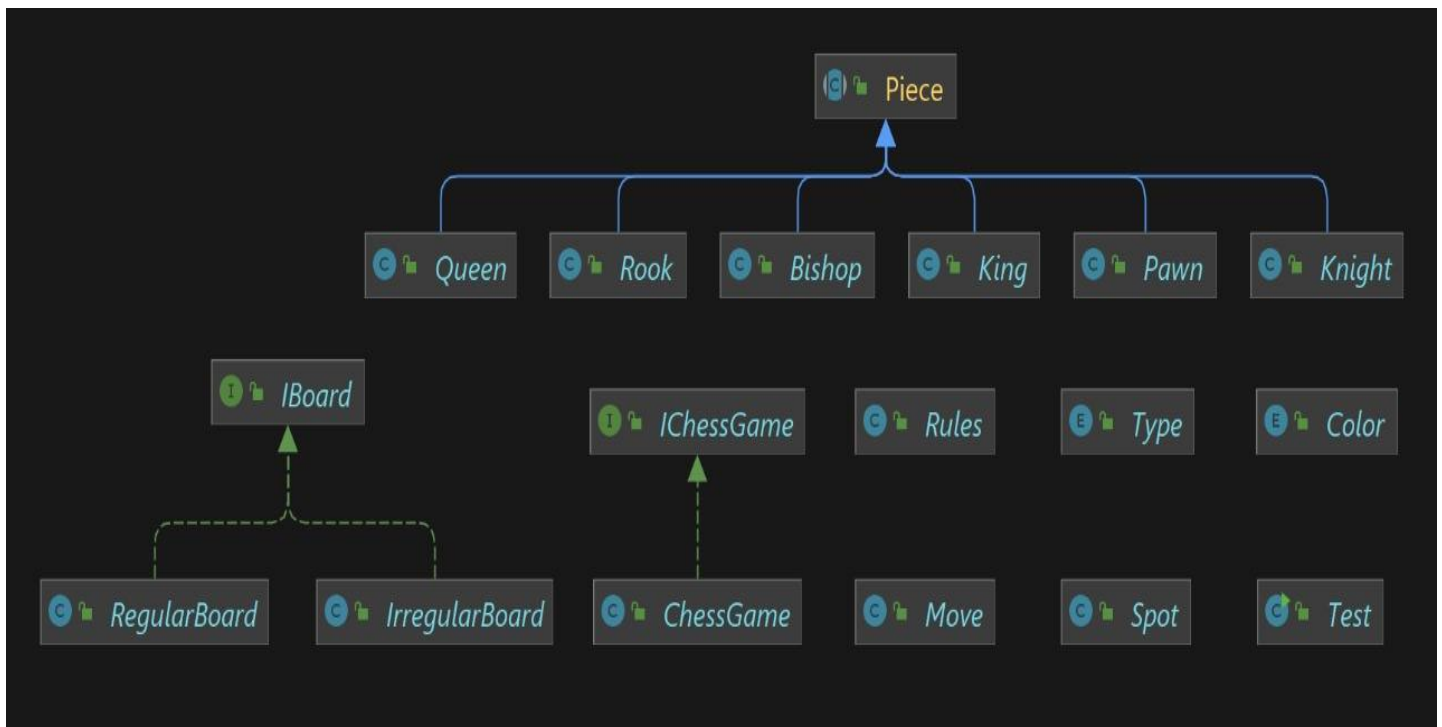 C Piece
C Queen
C Rook
C Bishop
C King
C Pawn
C Knight
I IBoard
I IChessGame
C Rules
E Type
E Color
C RegularBoard
C IrregularBoard
C ChessGame
C Move
C Spot
C Test